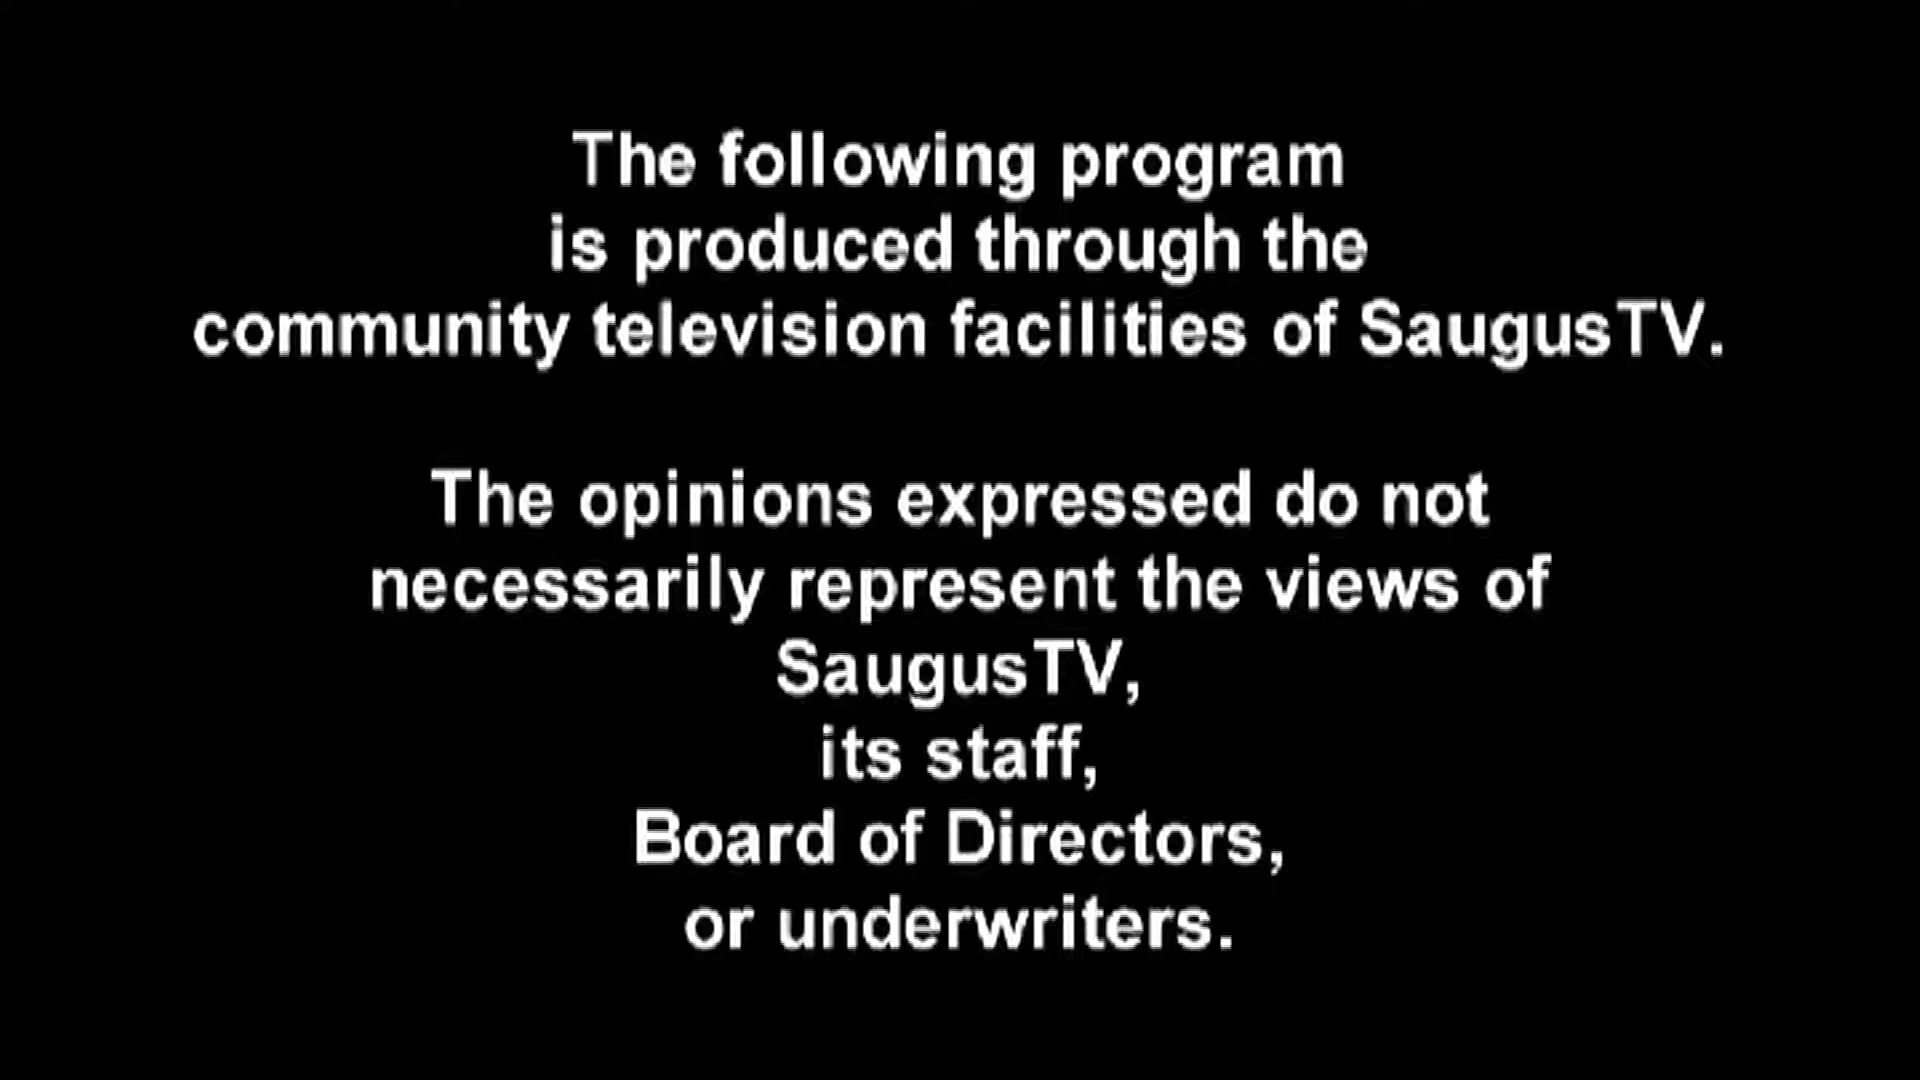 The following program
is produced through the
community television facilities of SaugusTV.
The opinions expressed do not
necessarily represent the views of
SaugusTV,
its staff,
Board of Directors,
or underwriters.